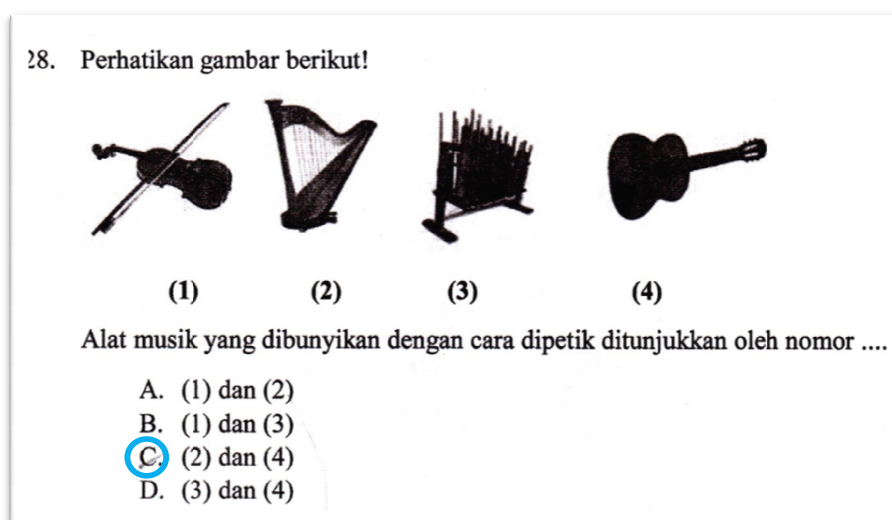 28. Perhatikan gambar berikut!
(1) (2) (3) (4)
Alat musik yang dibunyikan dengan cara dipetik ditunjukkan oleh nomor ....
A. (1) dan (2)
B. (1) dan (3)
C. (2) dan (4)
D. (3) dan (4)